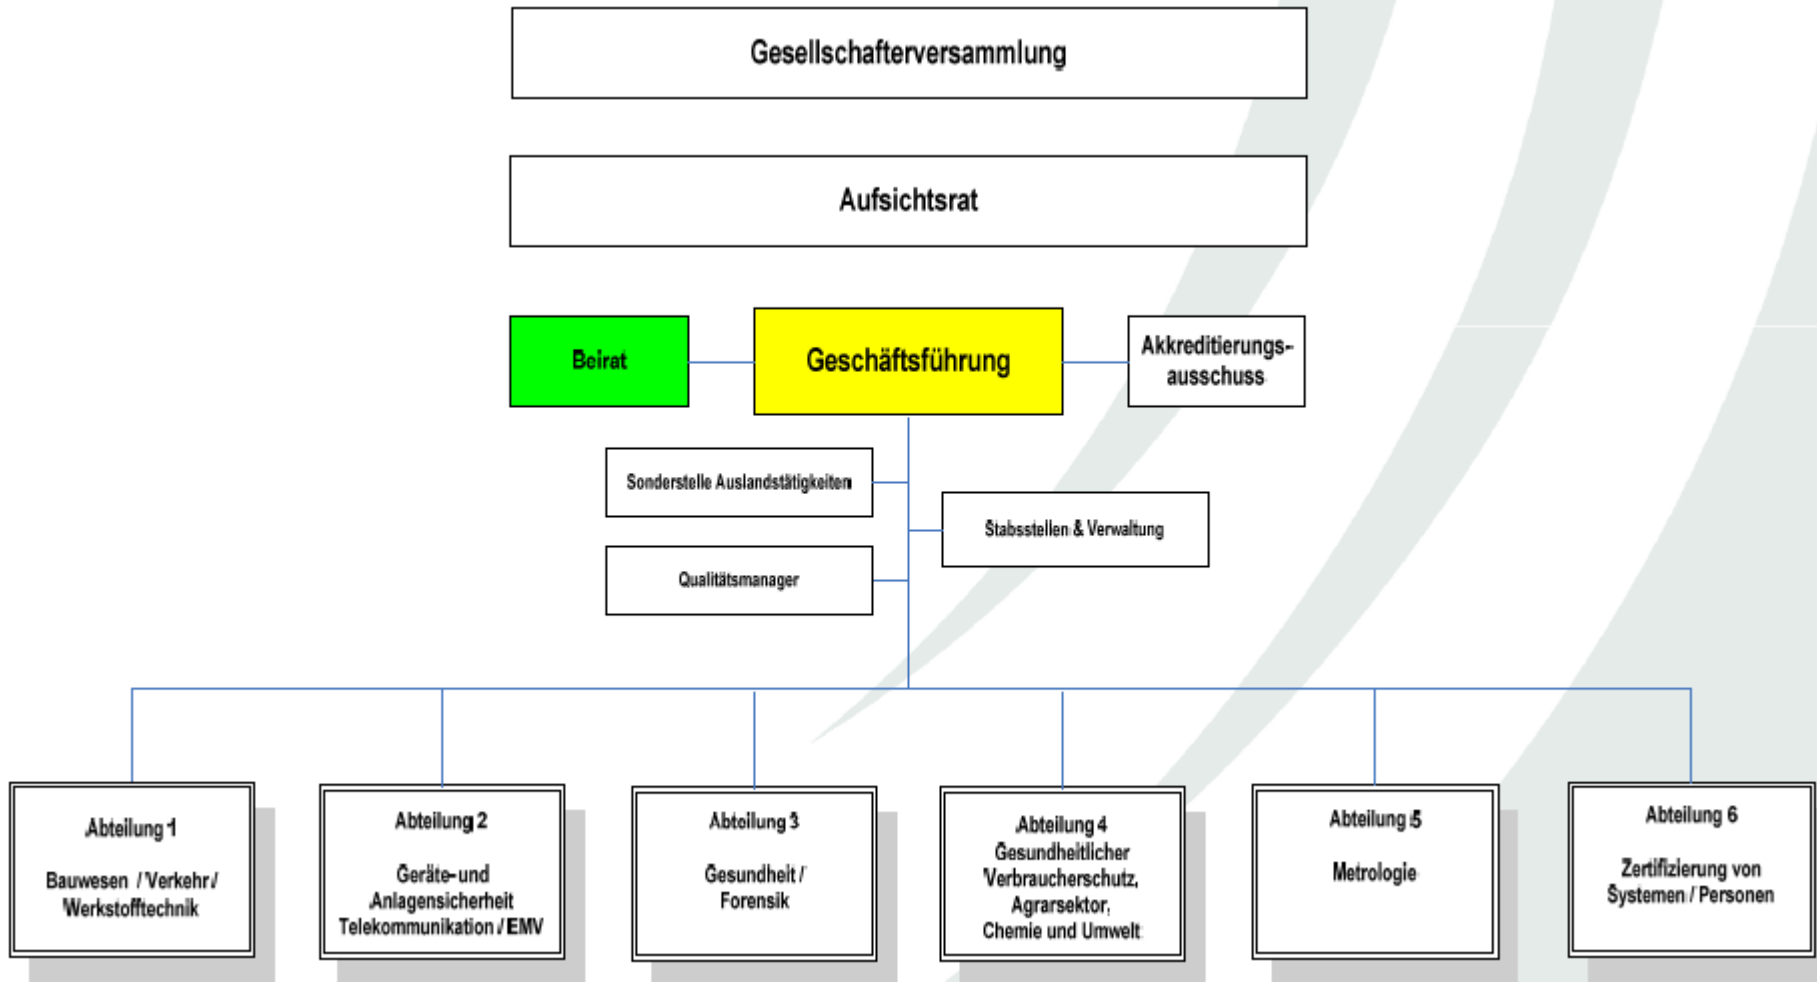 Gesellschafterversammlung
Aufsichtsrat
Beirat
Geschäftsführung
Akkreditierungs-
ausschuss
Sonderstelle Auslandstätigkeiten
Stabsstellen & Verwaltung
Qualitätsmanager
Abteilung 1
Bauwesen / Verkehr /
Werkstofftechnik
Abteilung 2
Geräte-und
Anlagensicherheit
Telekommunikation / EMV
Abteilung 3
Gesundheit /
Forensik
Abteilung 4
Gesundheitlicher
Verbraucherschutz,
Agrarsektor,
Chemie und Umwelt
Abteilung 5
Metrologie
Abteilung 6
Zertifizierung von
Systemen / Personen